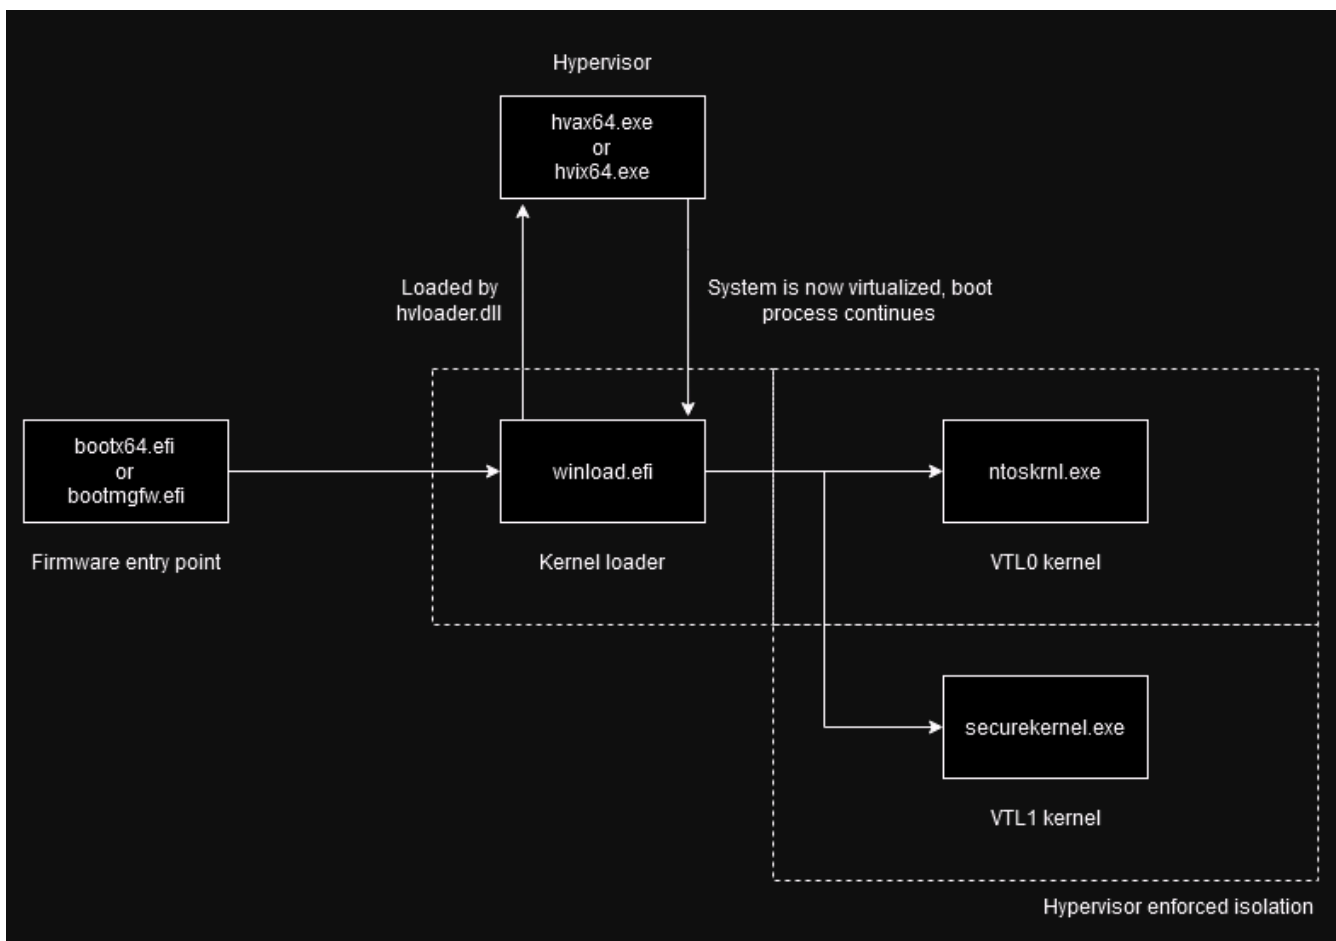 Hypervisor
hvax64.exe
or
hvix64.exe
Loaded by
hvloader.dll
System is now virtualized, boot
process continues
bootx64.efi
or
bootmgfw.efi
Firmware entry point
winload.efi
Kernel loader
ntoskrnl.exe
VTL0 kernel
securekernel.exe
VTL1 kernel
Hypervisor enforced isolation